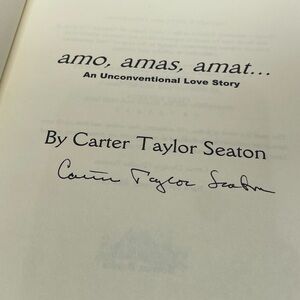 amo, amas, amat...
An Unconventional Love Story
By Carter Taylor Seaton
Carter Taylor Seaton